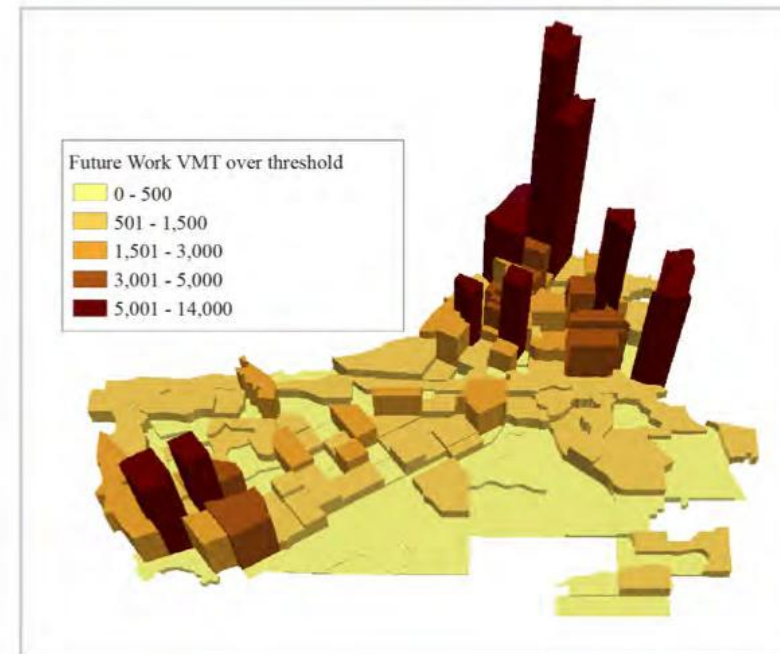 Future Work VMT over threshold
0 - 500
501 - 1,500
1,501 - 3,000
3,001 - 5,000
5,001 - 14,000